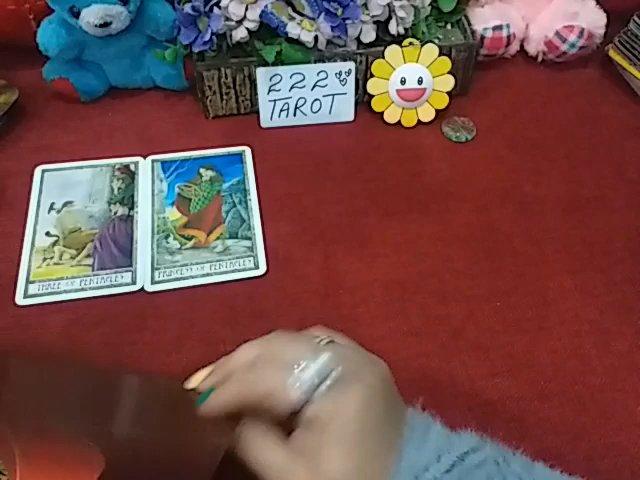 222
TAROT
THREE OF PENTACLES
PRINCESS OF PENTACLES